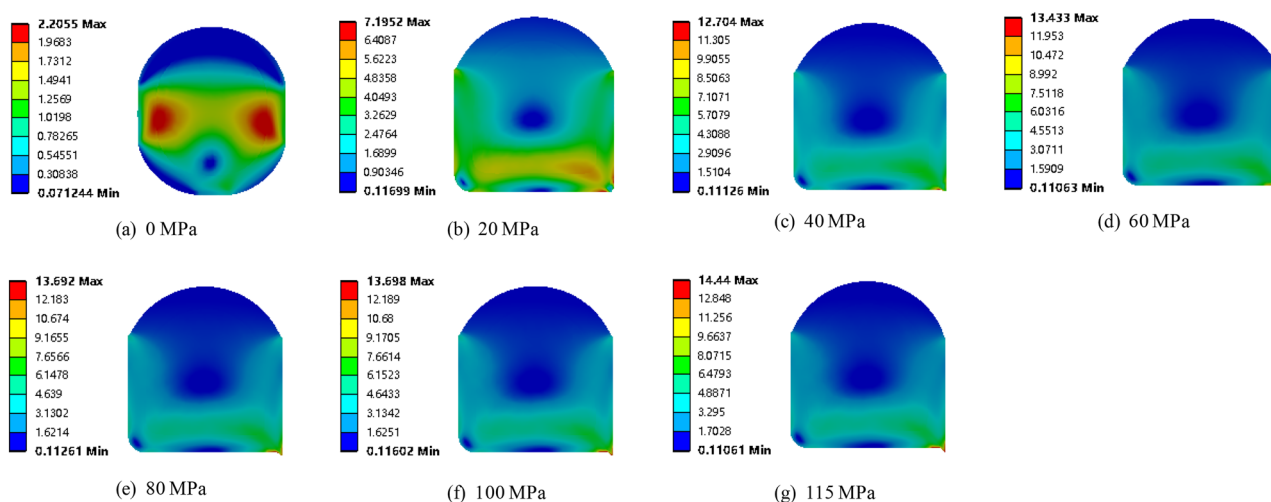 2.2055 Max
1.9683
1.7312
1.4941
1.2569
1.0198
0.78265
0.54551
0.30838
0.071244 Min
(a) 0 MPa
7.1952 Max
6.4087
5.6223
4.8358
4.0493
3.2629
2.4764
1.6899
0.90346
0.11699 Min
(b) 20 MPa
12.704 Max
11.305
9.9055
8.5063
7.1071
5.7079
4.3088
2.9096
1.5104
0.11126 Min
(c) 40 MPa
13.433 Max
11.953
10.472
8.992
7.5118
6.0316
4.5513
3.0711
1.5909
0.11063 Min
(d) 60 MPa
13.692 Max
12.183
10.674
9.1655
7.6566
6.1478
4.639
3.1302
1.6214
0.11261 Min
(e) 80 MPa
13.698 Max
12.189
10.68
9.1705
7.6614
6.1523
4.6433
3.1342
1.6251
0.11602 Min
(f) 100 MPa
14.44 Max
12.848
11.256
9.6637
8.0715
6.4793
4.8871
3.295
1.7028
0.11061 Min
(g) 115 MPa